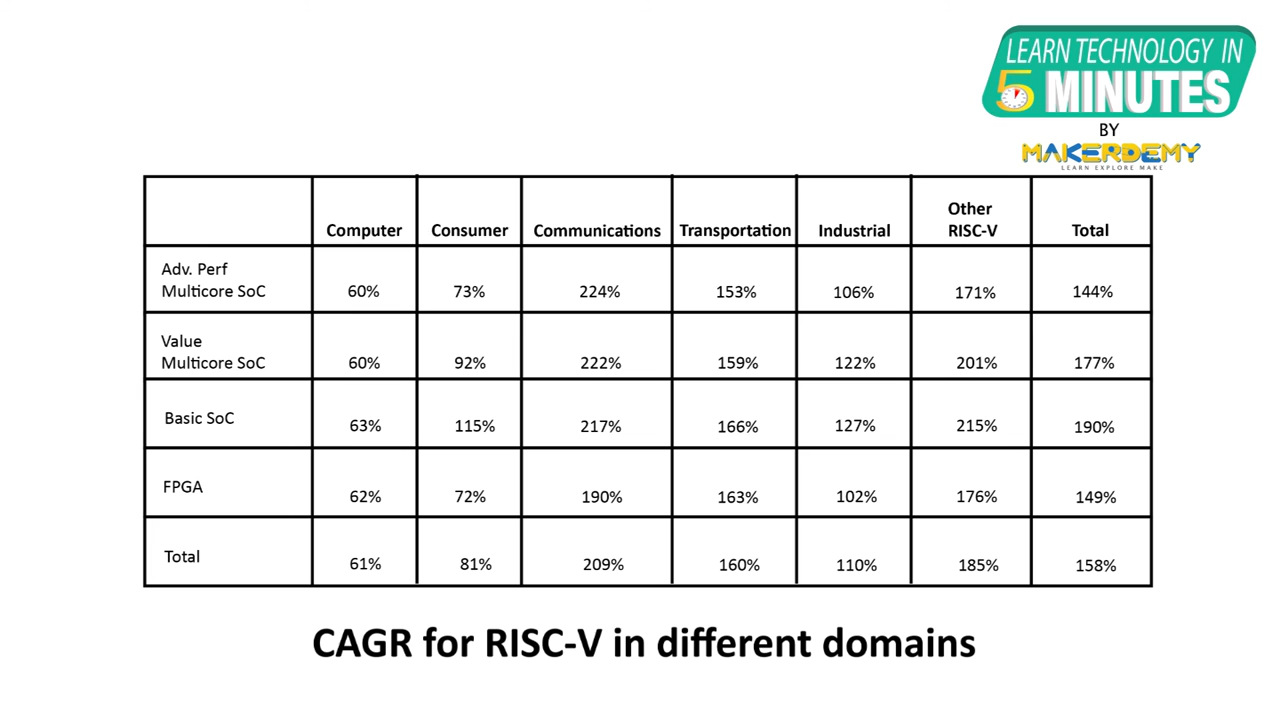 LEARN TECHNOLOGY IN
5 MINUTES
BY
MAKERDEMY
LEARN EXPLORE MAKE
Computer Consumer Communications Transportation Industrial Other RISC-V Total
Adv. Perf
Multicore SoC 60% 73% 224% 153% 106% 171% 144%
Value
Multicore SoC 60% 92% 222% 159% 122% 201% 177%
Basic SoC 63% 115% 217% 166% 127% 215% 190%
FPGA 62% 72% 190% 163% 102% 176% 149%
Total 61% 81% 209% 160% 110% 185% 158%
CAGR for RISC-V in different domains